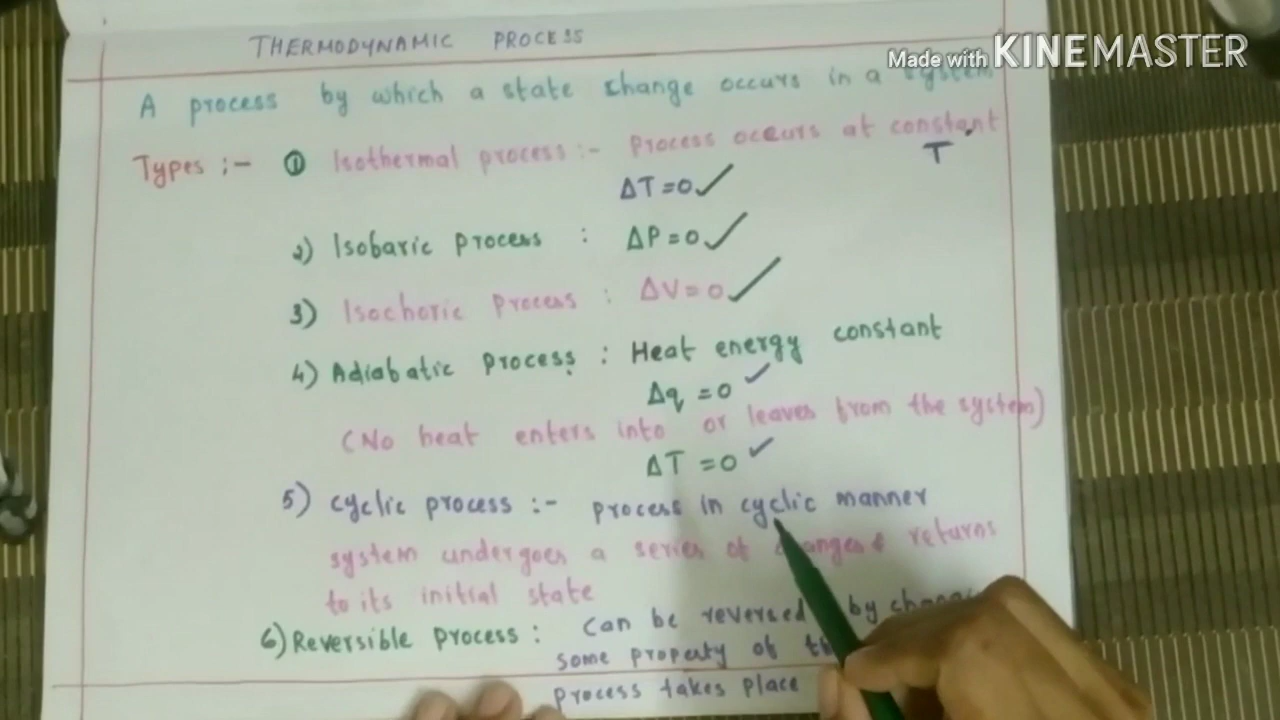 THERMODYNAMIC PROCESS
Made with KINEMASTER
A process by which a state change occurs in a system
Types :- ① Isothermal process :- Process occurs at constant
T
ΔT = 0 ✓
2) Isobaric process : ΔP = 0 ✓
3) Isochoric process : ΔV = 0 ✓
4) Adiabatic process : Heat energy constant
Δq = 0 ✓
(No heat enters into or leaves from the system)
ΔT = 0 ✓
5) cyclic process :- process in cyclic manner
system undergoes a series of changes & returns
to its initial state
6) Reversible process : can be reversed by
some property of
process takes place